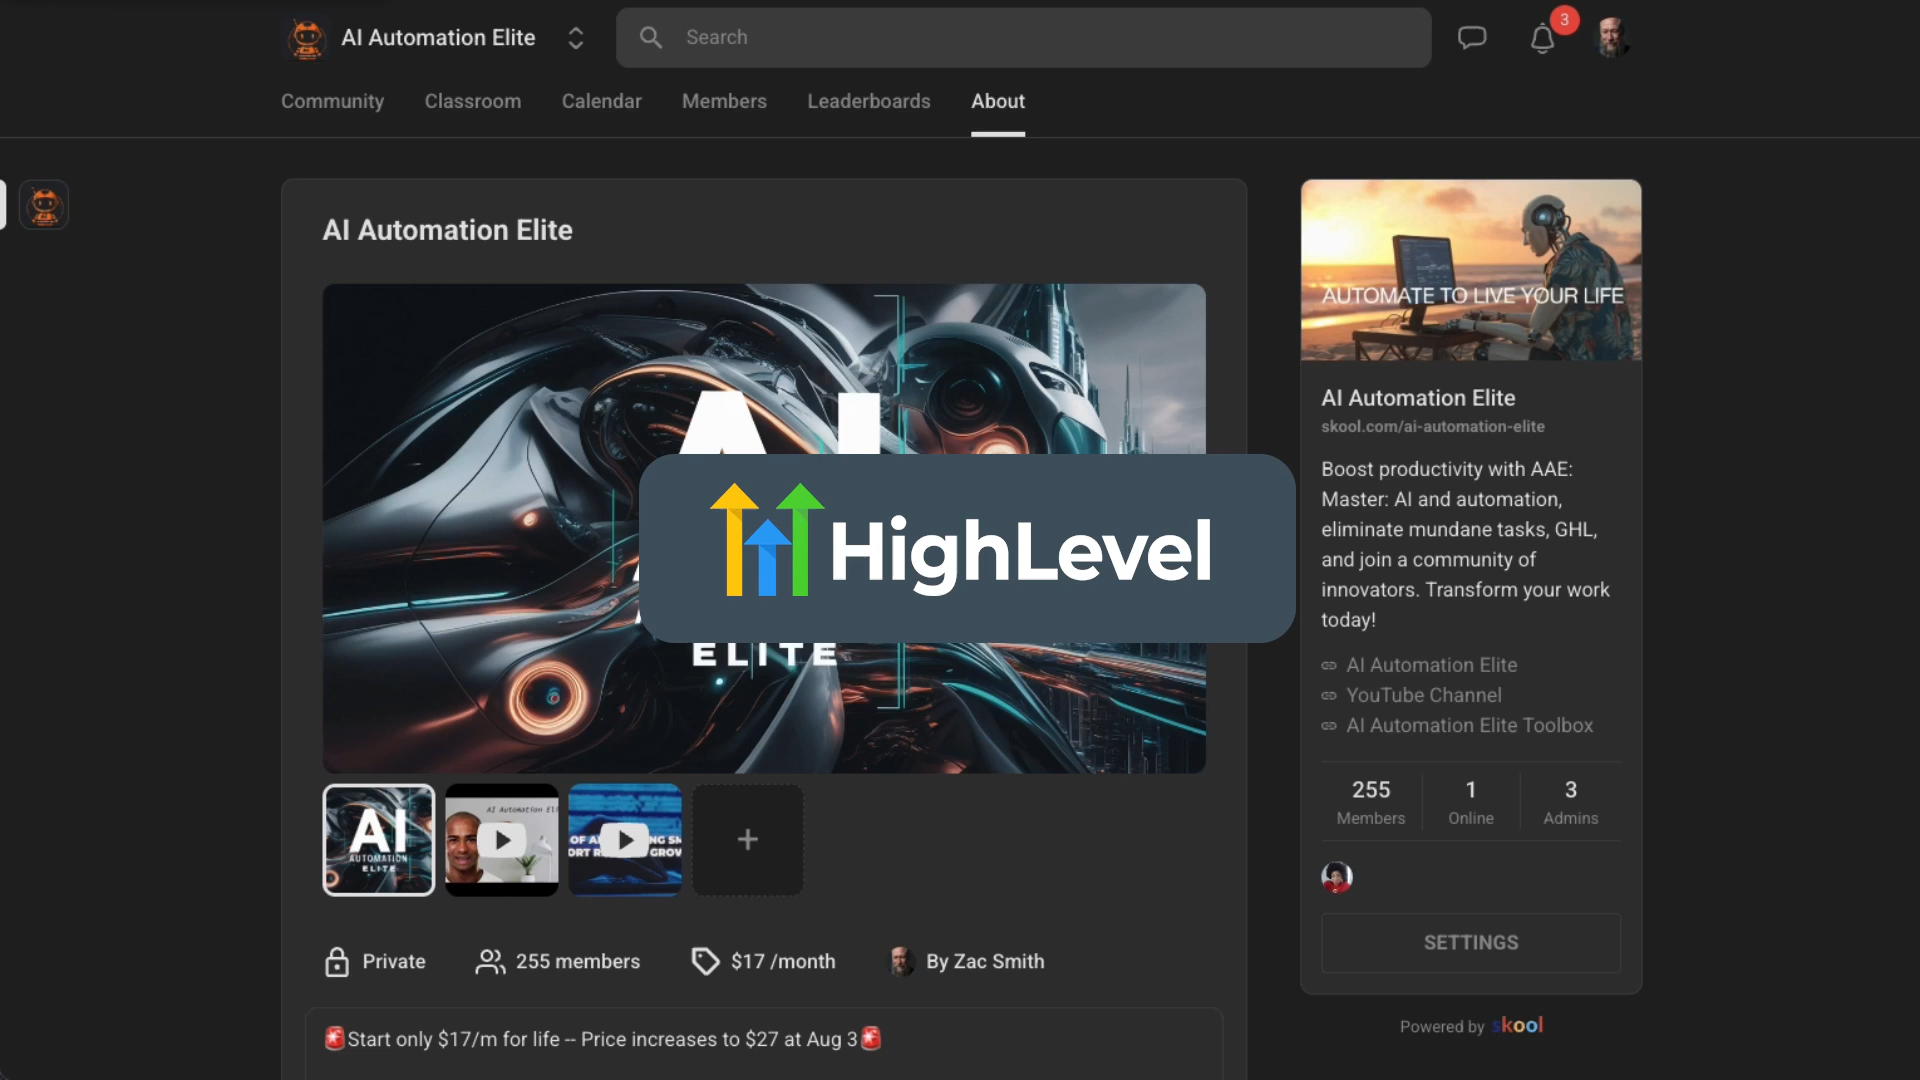 AI Automation Elite
Search
3
Community
Classroom
Calendar
Members
Leaderboards
About
AI Automation Elite
AI
ELITE
HighLevel
AI
AUTOMATION
ELITE
Private
255 members
$17 /month
By Zac Smith
🚨Start only $17/m for life -- Price increases to $27 at Aug 3🚨
AUTOMATE TO LIVE YOUR LIFE
AI Automation Elite
skool.com/ai-automation-elite
Boost productivity with AAE:
Master: AI and automation,
eliminate mundane tasks, GHL,
and join a community of
innovators. Transform your work
today!
AI Automation Elite
YouTube Channel
AI Automation Elite Toolbox
255
Members
1
Online
3
Admins
SETTINGS
Powered by skool